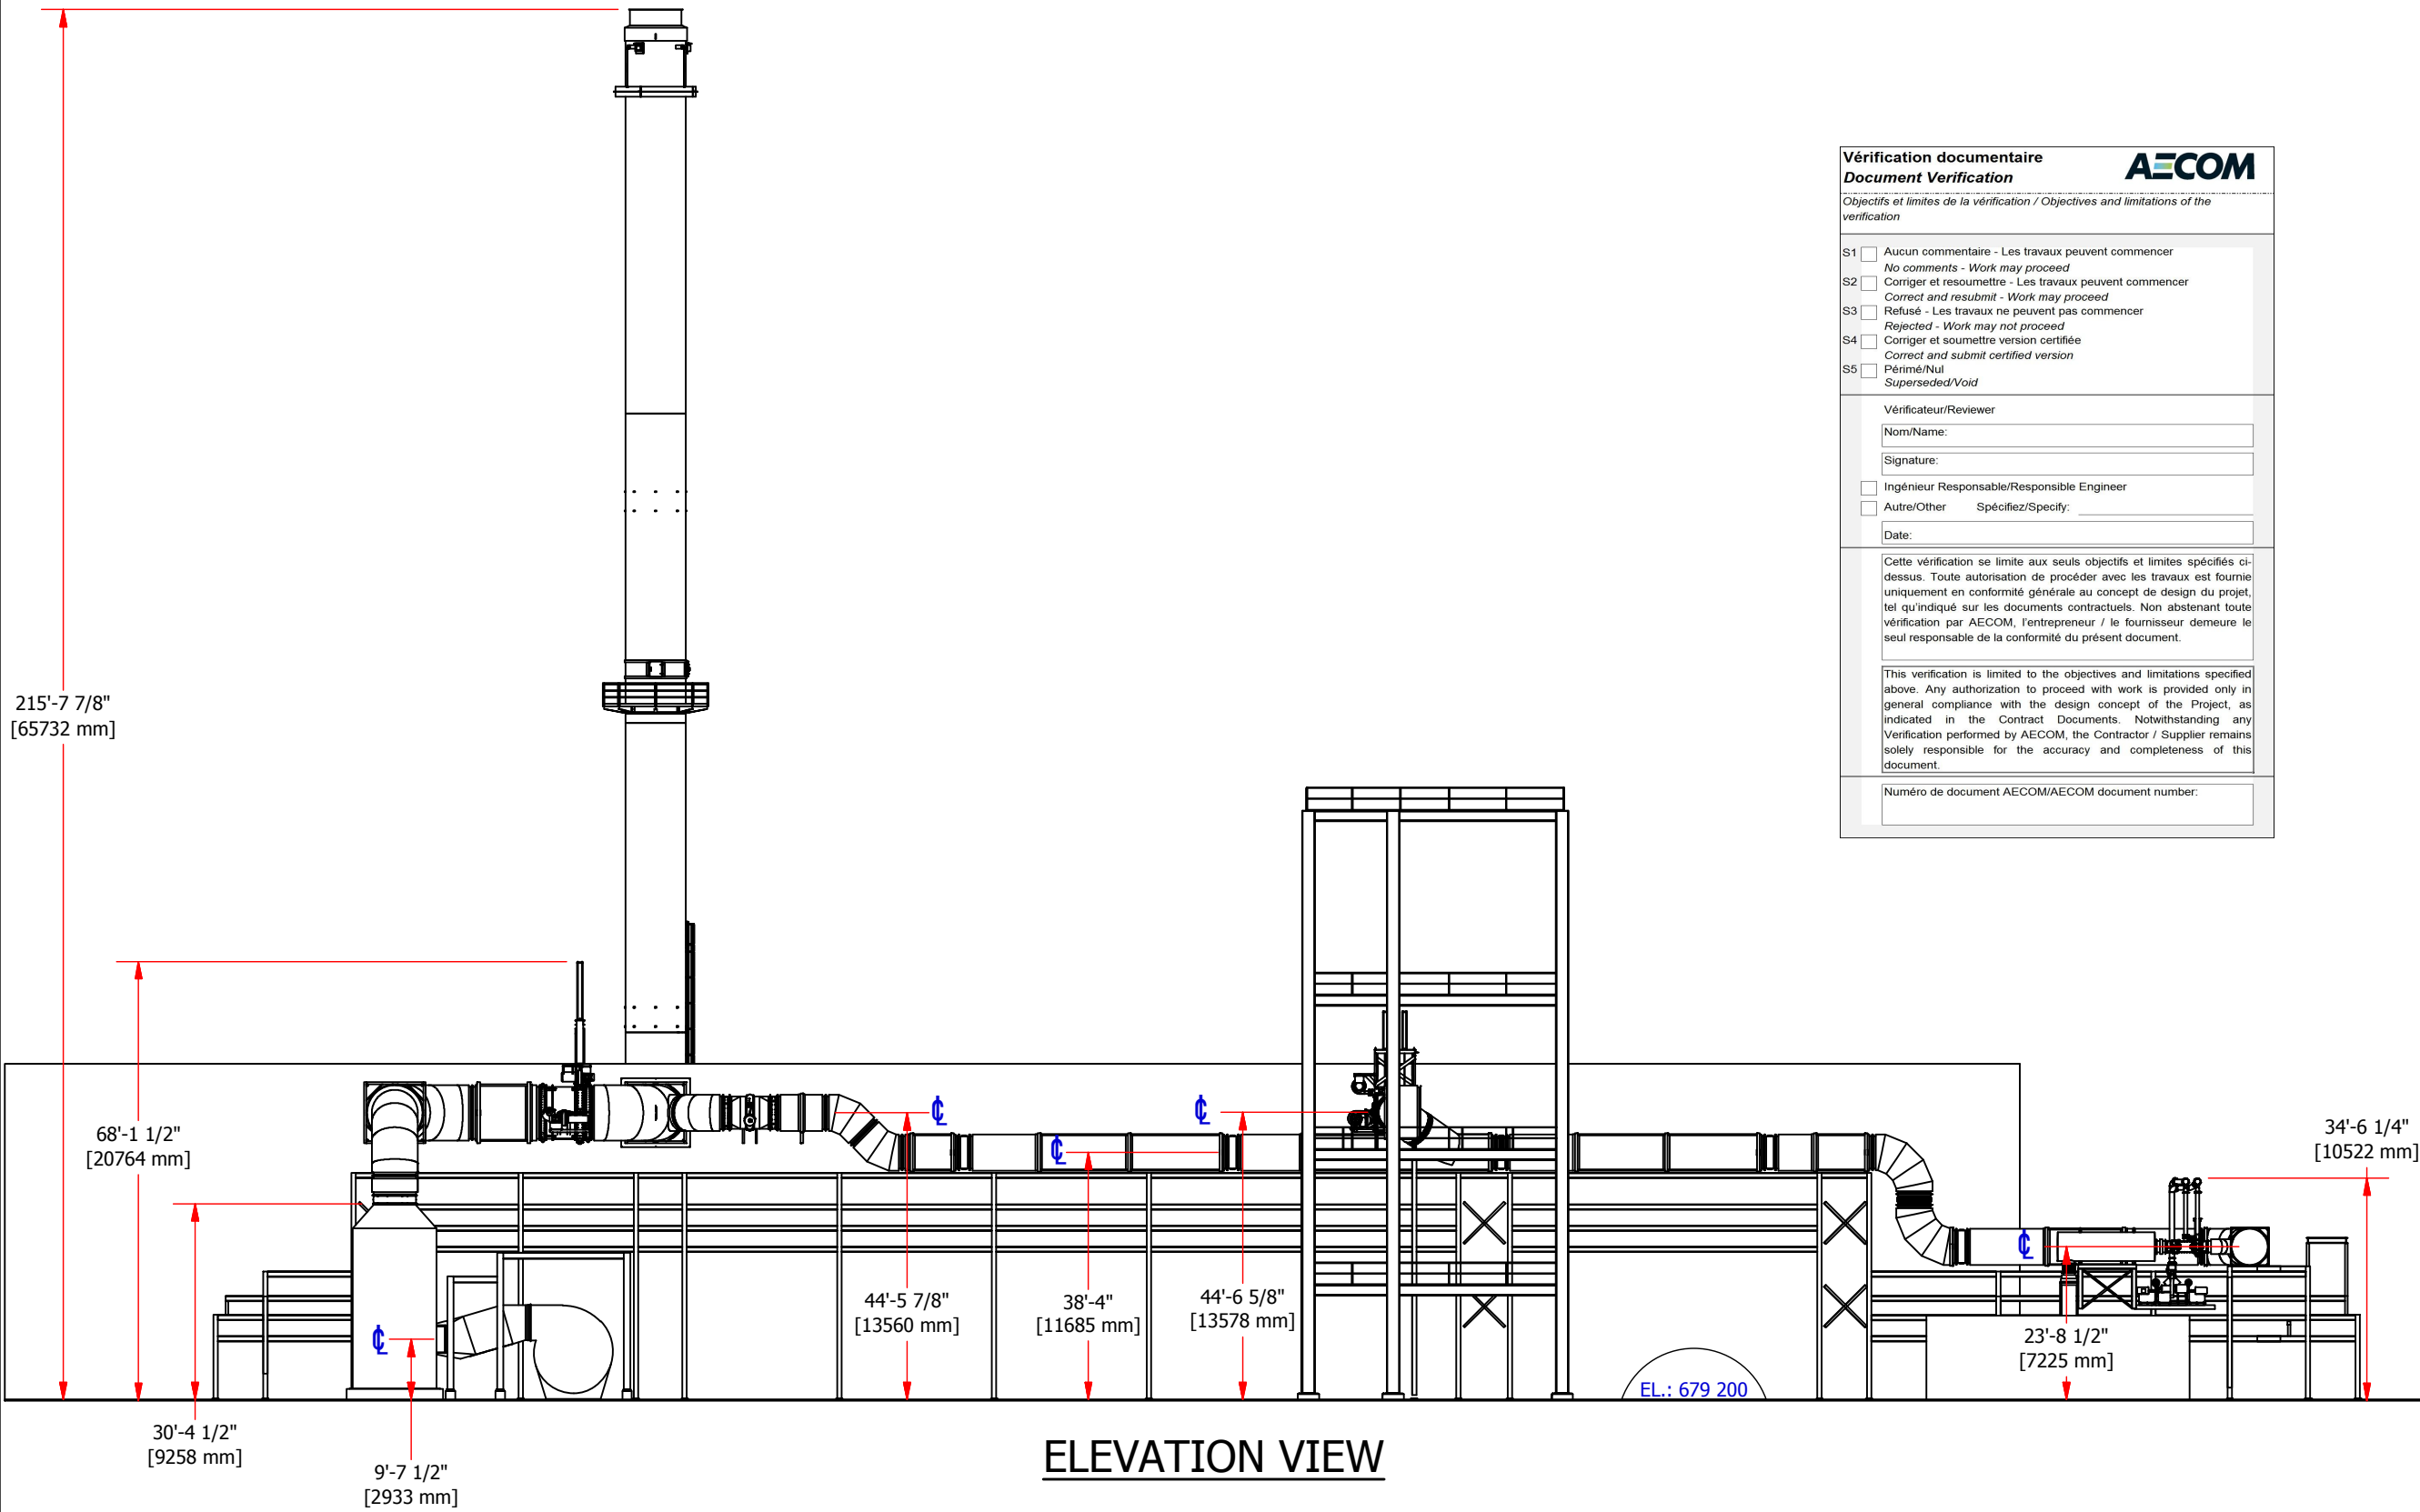 Vérification documentaire
Document Verification
AECOM
Objectifs et limites de la vérification / Objectives and limitations of the
verification
S1 Aucun commentaire - Les travaux peuvent commencer
No comments - Work may proceed
S2 Corriger et resoumettre - Les travaux peuvent commencer
Correct and resubmit - Work may proceed
S3 Refusé - Les travaux ne peuvent pas commencer
Rejected - Work may not proceed
S4 Corriger et soumettre version certifiée
Correct and submit certified version
S5 Périmé/Nul
Superseded/Void
Vérificateur/Reviewer
Nom/Name:
Signature:
Ingénieur Responsable/Responsible Engineer
Autre/Other Spécifiez/Specify:
Date:
Cette vérification se limite aux seuls objectifs et limites spécifiés ci-
dessus. Toute autorisation de procéder avec les travaux est fournie
uniquement en conformité générale au concept de design du projet,
tel qu'indiqué sur les documents contractuels. Non abstenant toute
vérification par AECOM, l'entrepreneur / le fournisseur demeure le
seul responsable de la conformité du présent document.
This verification is limited to the objectives and limitations specified
above. Any authorization to proceed with work is provided only in
general compliance with the design concept of the Project, as
indicated in the Contract Documents. Notwithstanding any
Verification performed by AECOM, the Contractor / Supplier remains
solely responsible for the accuracy and completeness of this
document.
Numéro de document AECOM/AECOM document number:
215'-7 7/8"
[65732 mm]
68'-1 1/2"
[20764 mm]
30'-4 1/2"
[9258 mm]
℄
9'-7 1/2"
[2933 mm]
℄
44'-5 7/8"
[13560 mm]
℄
38'-4"
[11685 mm]
℄
44'-6 5/8"
[13578 mm]
EL.: 679 200
℄
23'-8 1/2"
[7225 mm]
34'-6 1/4"
[10522 mm]
ELEVATION VIEW